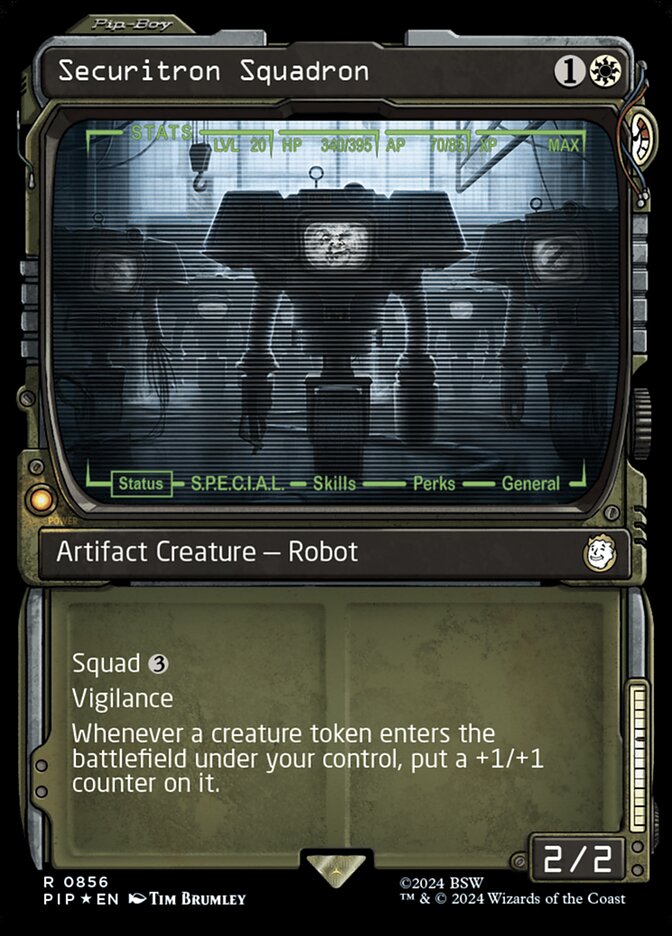 Pip-Boy
Securitron Squadron 1
STATS LVL 20 HP 340/395 AP 70/85 XP MAX
Status S.P.E.C.I.A.L. Skills Perks General
POWER
Artifact Creature — Robot
Squad 3
Vigilance
Whenever a creature token enters the
battlefield under your control, put a +1/+1
counter on it.
2/2
R 0856
PIP ★ EN TIM BRUMLEY
©2024 BSW
™ & © 2024 Wizards of the Coast